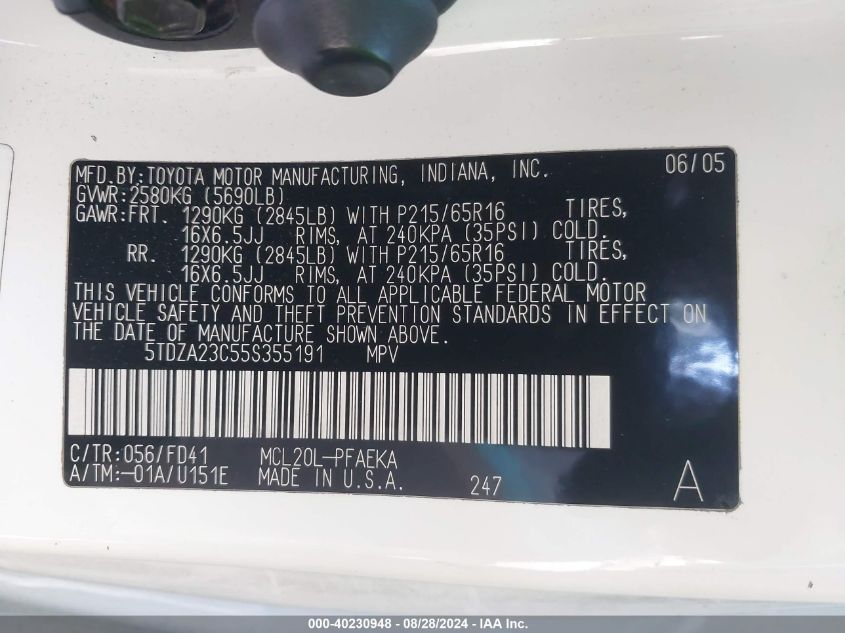 MFD.BY:TOYOTA MOTOR MANUFACTURING, INDIANA, INC. 06/05
GVWR:2580KG (5690LB)
GAWR:FRT. 1290KG (2845LB) WITH P215/65R16 TIRES,
16X6.5JJ RIMS, AT 240KPA (35PSI) COLD.
RR. 1290KG (2845LB) WITH P215/65R16 TIRES,
16X6.5JJ RIMS, AT 240KPA (35PSI) COLD.
THIS VEHICLE CONFORMS TO ALL APPLICABLE FEDERAL MOTOR
VEHICLE SAFETY AND THEFT PREVENTION STANDARDS IN EFFECT ON
THE DATE OF MANUFACTURE SHOWN ABOVE.
5TDZA23C55S355191 MPV
C/TR:056/FD41 MCL20L-PFAEKA
A/TM:-01A/U151E MADE IN U.S.A. 247 A
000-40230948 - 08/28/2024 - IAA Inc.